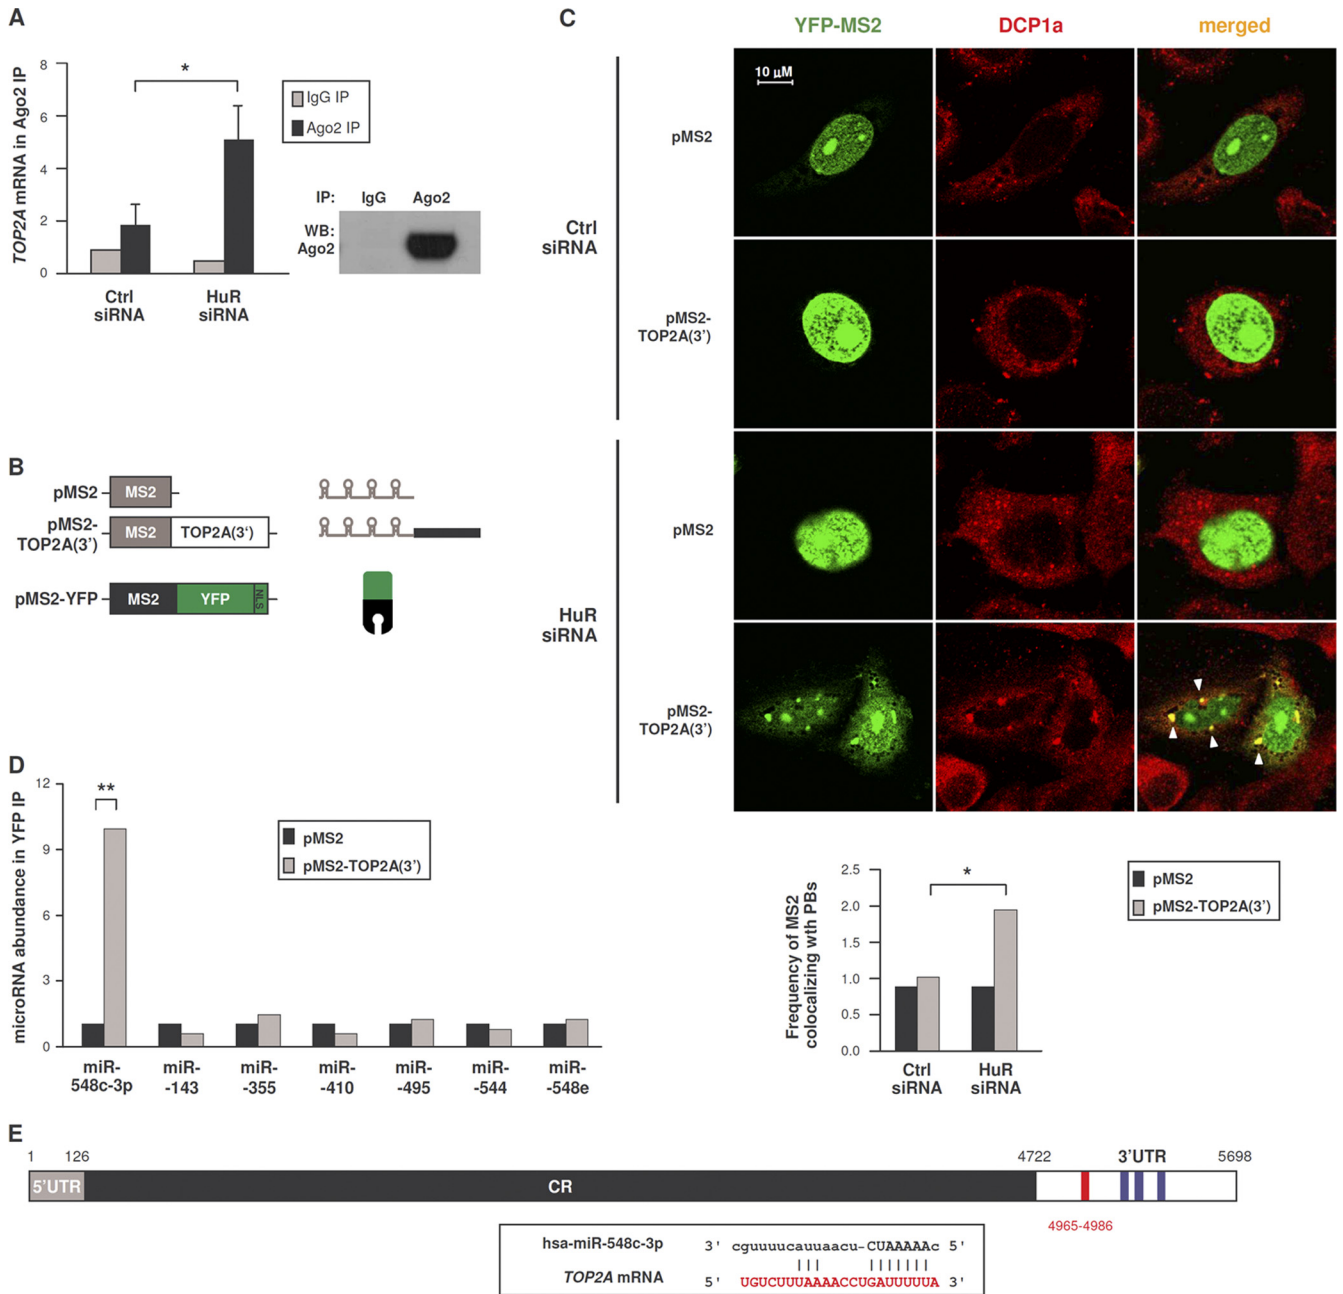 A
TOP2A mRNA in Ago2 IP
8
6
4
2
0
*
IgG IP
Ago2 IP
Ctrl siRNA
HuR siRNA
IP: IgG Ago2
WB: Ago2
B
pMS2 MS2
pMS2-TOP2A(3') MS2 TOP2A(3')
pMS2-YFP MS2 YFP NLS
C
YFP-MS2 DCP1a merged
10 µM
Ctrl siRNA
pMS2
pMS2-TOP2A(3')
HuR siRNA
pMS2
pMS2-TOP2A(3')
Frequency of MS2
colocalizing wth PBs
2.5
2.0
1.5
1.0
0.5
0.0
*
pMS2
pMS2-TOP2A(3')
Ctrl siRNA
HuR siRNA
D
microRNA abundance in YFP IP
12
9
6
3
0
**
pMS2
pMS2-TOP2A(3')
miR- miR- miR- miR- miR- miR- miR-
548c-3p -143 -355 -410 -495 -544 -548e
E
1 126 4722 3'UTR 5698
5'UTR CR
4965-4986
hsa-miR-548c-3p 3' cguuuucauuaacu-CUAAAAAc 5'
TOP2A mRNA 5' UGUCUUUAAAACCUGAUUUUUA 3'